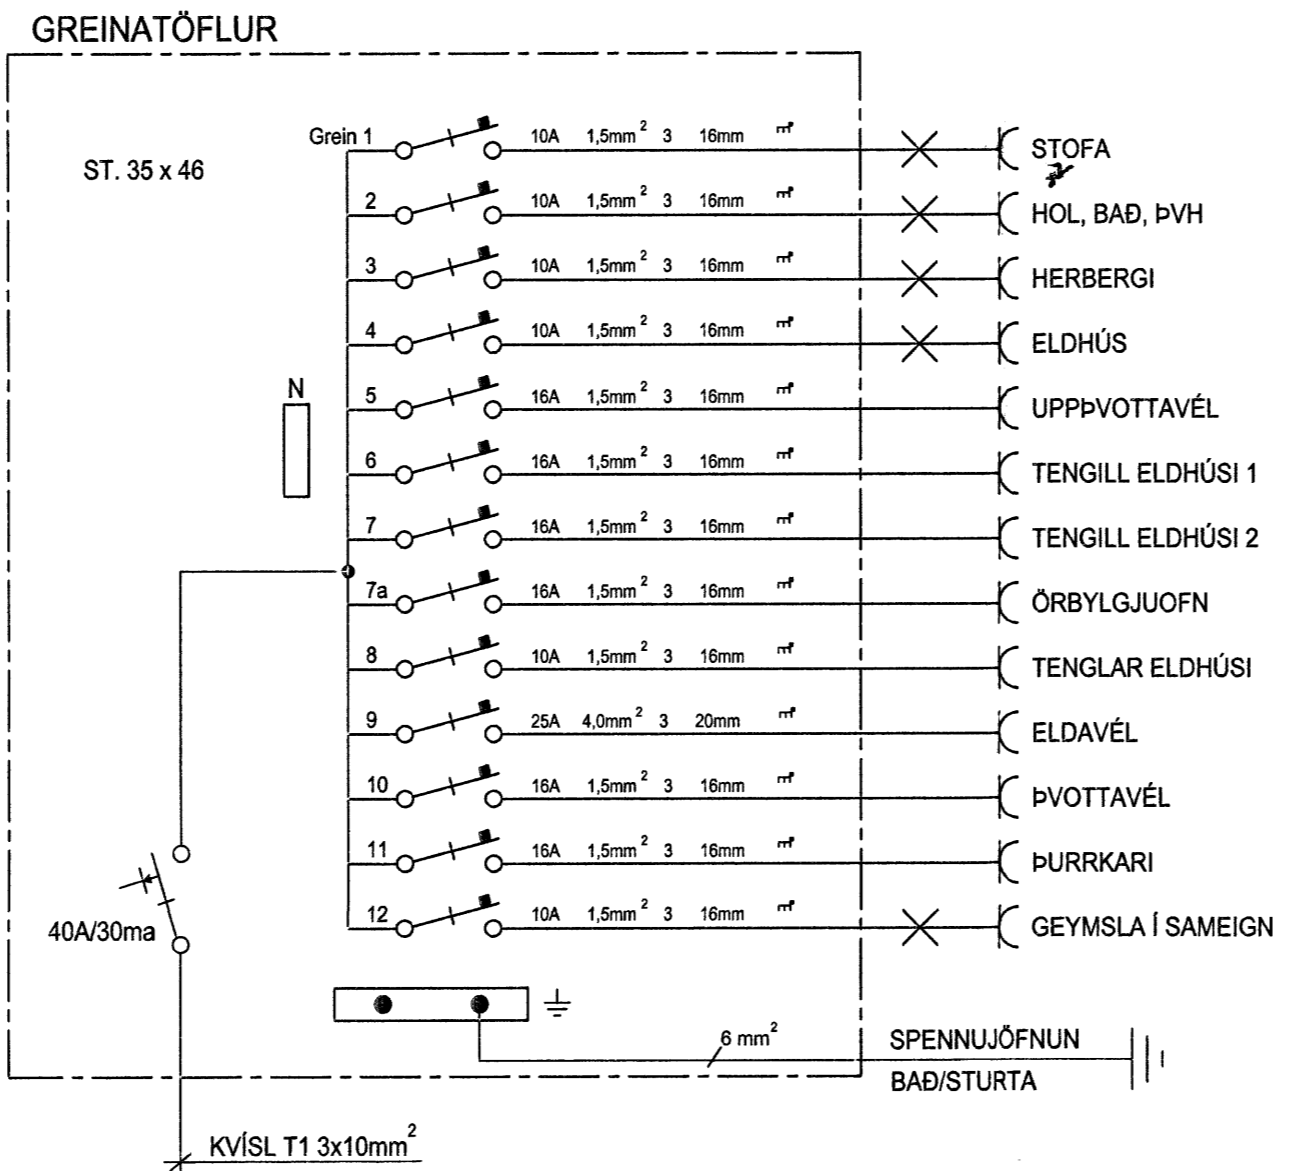 GREINATÖFLUR
ST. 35 x 46
Grein 1 10A 1,5mm² 3 16mm STOFA
2 10A 1,5mm² 3 16mm HOL, BAÐ, ÞVH
3 10A 1,5mm² 3 16mm HERBERGI
4 10A 1,5mm² 3 16mm ELDHÚS
N
5 16A 1,5mm² 3 16mm UPPÞVOTTAVÉL
6 16A 1,5mm² 3 16mm TENGILL ELDHÚSI 1
7 16A 1,5mm² 3 16mm TENGILL ELDHÚSI 2
7a 16A 1,5mm² 3 16mm ÖRBYLGJUOFN
8 10A 1,5mm² 3 16mm TENGLAR ELDHÚSI
9 25A 4,0mm² 3 20mm ELDAVÉL
10 16A 1,5mm² 3 16mm ÞVOTTAVÉL
11 16A 1,5mm² 3 16mm ÞURRKARI
12 10A 1,5mm² 3 16mm GEYMSLA Í SAMEIGN
40A/30ma
6 mm² SPENNUJÖFNUN
BAÐ/STURTA
KVÍSL T1 3x10mm²